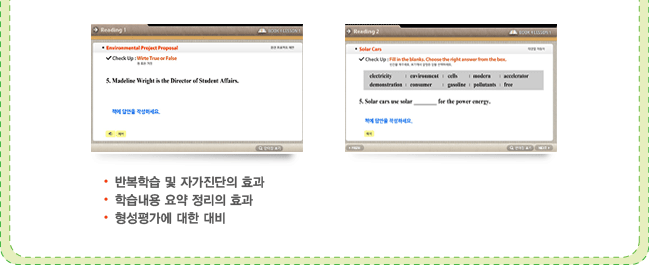 Reading 1
Environmental Project Proposal
Check Up : Write True or False
5. Madeline Wright is the Director of Student Affairs.
책에 답안을 작성하세요.
Reading 2
Solar Cars
Check Up : Fill in the blanks. Choose the right answer from the box.
electricity environment cells modern accelerator
demonstration consumer gasoline pollutants free
5. Solar cars use solar ________ for the power energy.
책에 답안을 작성하세요.
• 반복학습 및 자가진단의 효과
• 학습내용 요약 정리의 효과
• 형성평가에 대한 대비